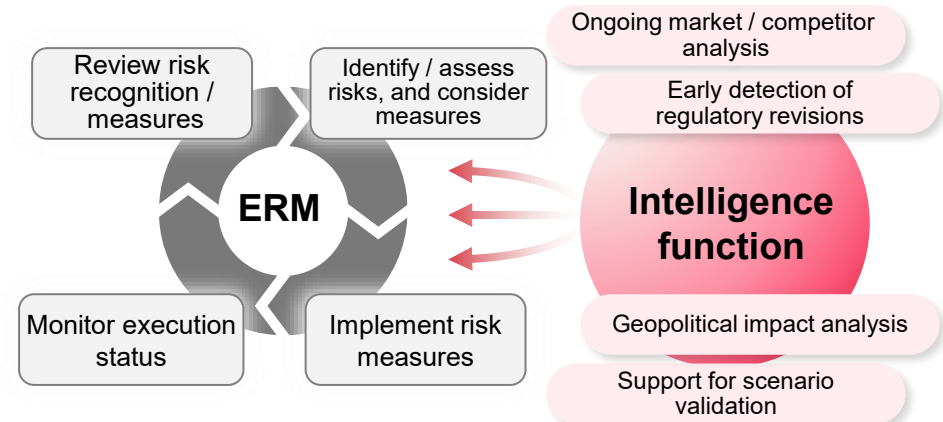 Review risk
recognition /
measures
Identify / assess
risks, and consider
measures
ERM
Monitor execution
status
Implement risk
measures
Ongoing market / competitor
analysis
Early detection of
regulatory revisions
Intelligence
function
Geopolitical impact analysis
Support for scenario
validation